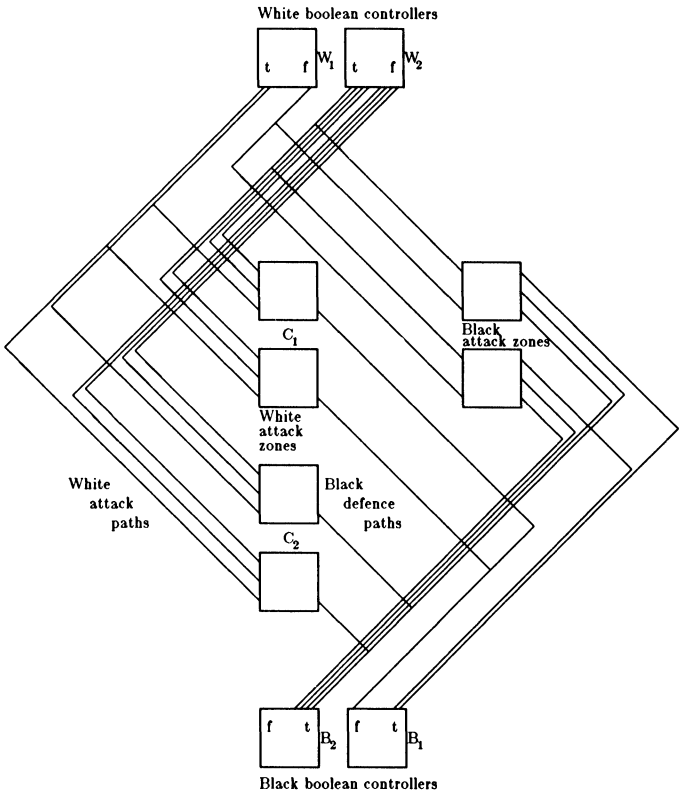 White boolean controllers
t f W1 t f W2
C1
Black
attack zones
White
attack
zones
White
attack
paths
Black
defence
paths
C2
f t B2 f t B1
Black boolean controllers